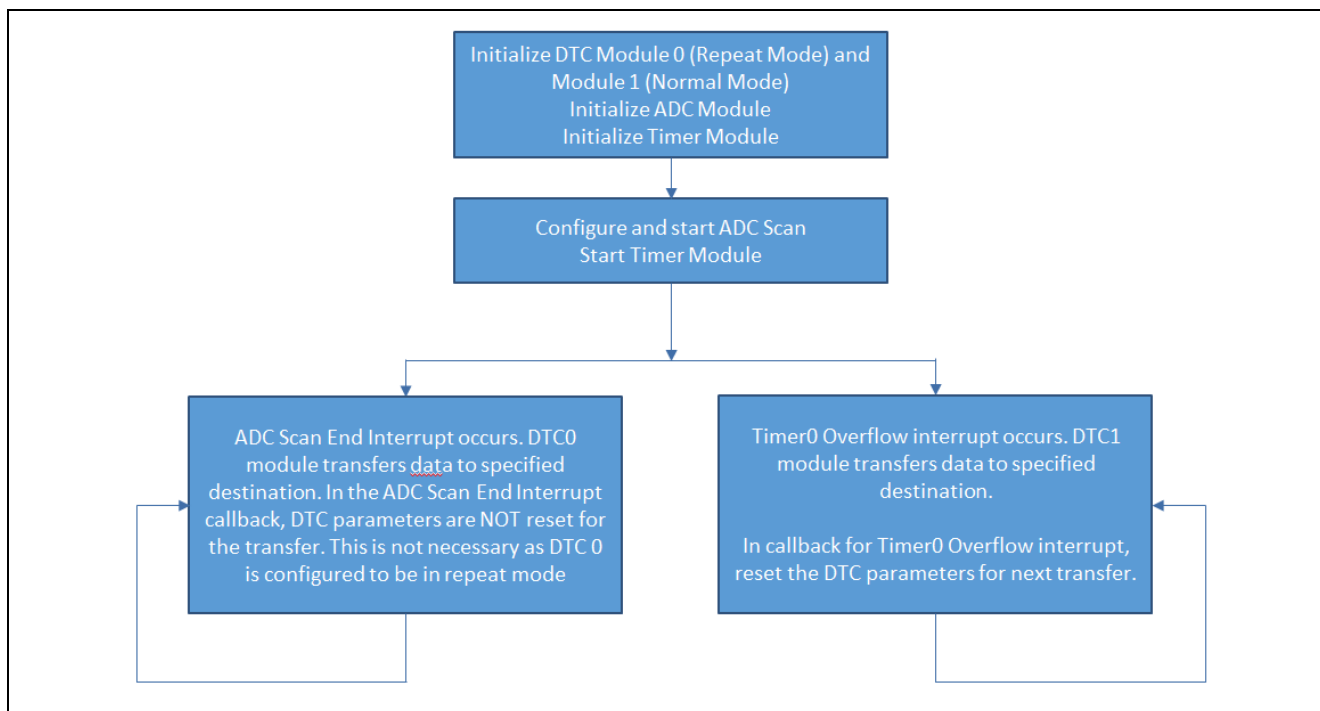 Initialize DTC Module 0 (Repeat Mode) and
Module 1 (Normal Mode)
Initialize ADC Module
Initialize Timer Module
Configure and start ADC Scan
Start Timer Module
ADC Scan End Interrupt occurs. DTC0
module transfers data to specified
destination. In the ADC Scan End Interrupt
callback, DTC parameters are NOT reset for
the transfer. This is not necessary as DTC 0
is configured to be in repeat mode
Timer0 Overflow interrupt occurs. DTC1
module transfers data to specified
destination.
In callback for Timer0 Overflow interrupt,
reset the DTC parameters for next transfer.